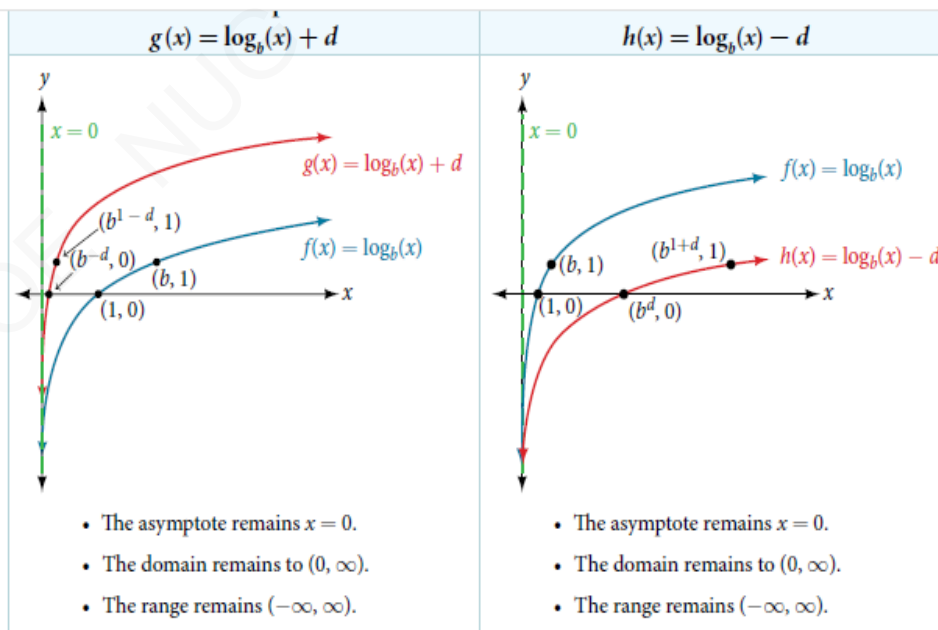 g(x) = log_b(x) + d
y
x = 0
g(x) = log_b(x) + d
(b^{1 − d}, 1)
f(x) = log_b(x)
(b^{−d}, 0)
(b, 1)
x
(1, 0)
• The asymptote remains x = 0.
• The domain remains to (0, ∞).
• The range remains (−∞, ∞).
h(x) = log_b(x) − d
y
x = 0
f(x) = log_b(x)
(b^{1+d}, 1)
(b, 1)
h(x) = log_b(x) − d
x
(1, 0)
(b^d, 0)
• The asymptote remains x = 0.
• The domain remains to (0, ∞).
• The range remains (−∞, ∞).